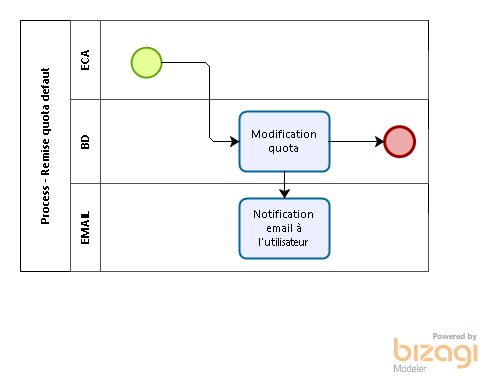 Process - Remise quota defaut
ECA
BD
EMAIL
Modification
quota
Notification
email à
l'utilisateur
Powered by
bizagi
Modeler